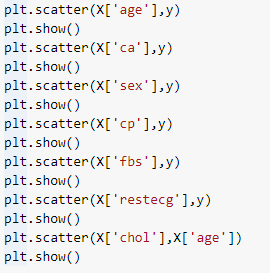 plt.scatter(X['age'],y)
plt.show()
plt.scatter(X['ca'],y)
plt.show()
plt.scatter(X['sex'],y)
plt.show()
plt.scatter(X['cp'],y)
plt.show()
plt.scatter(X['fbs'],y)
plt.show()
plt.scatter(X['restecg'],y)
plt.show()
plt.scatter(X['chol'],X['age'])
plt.show()